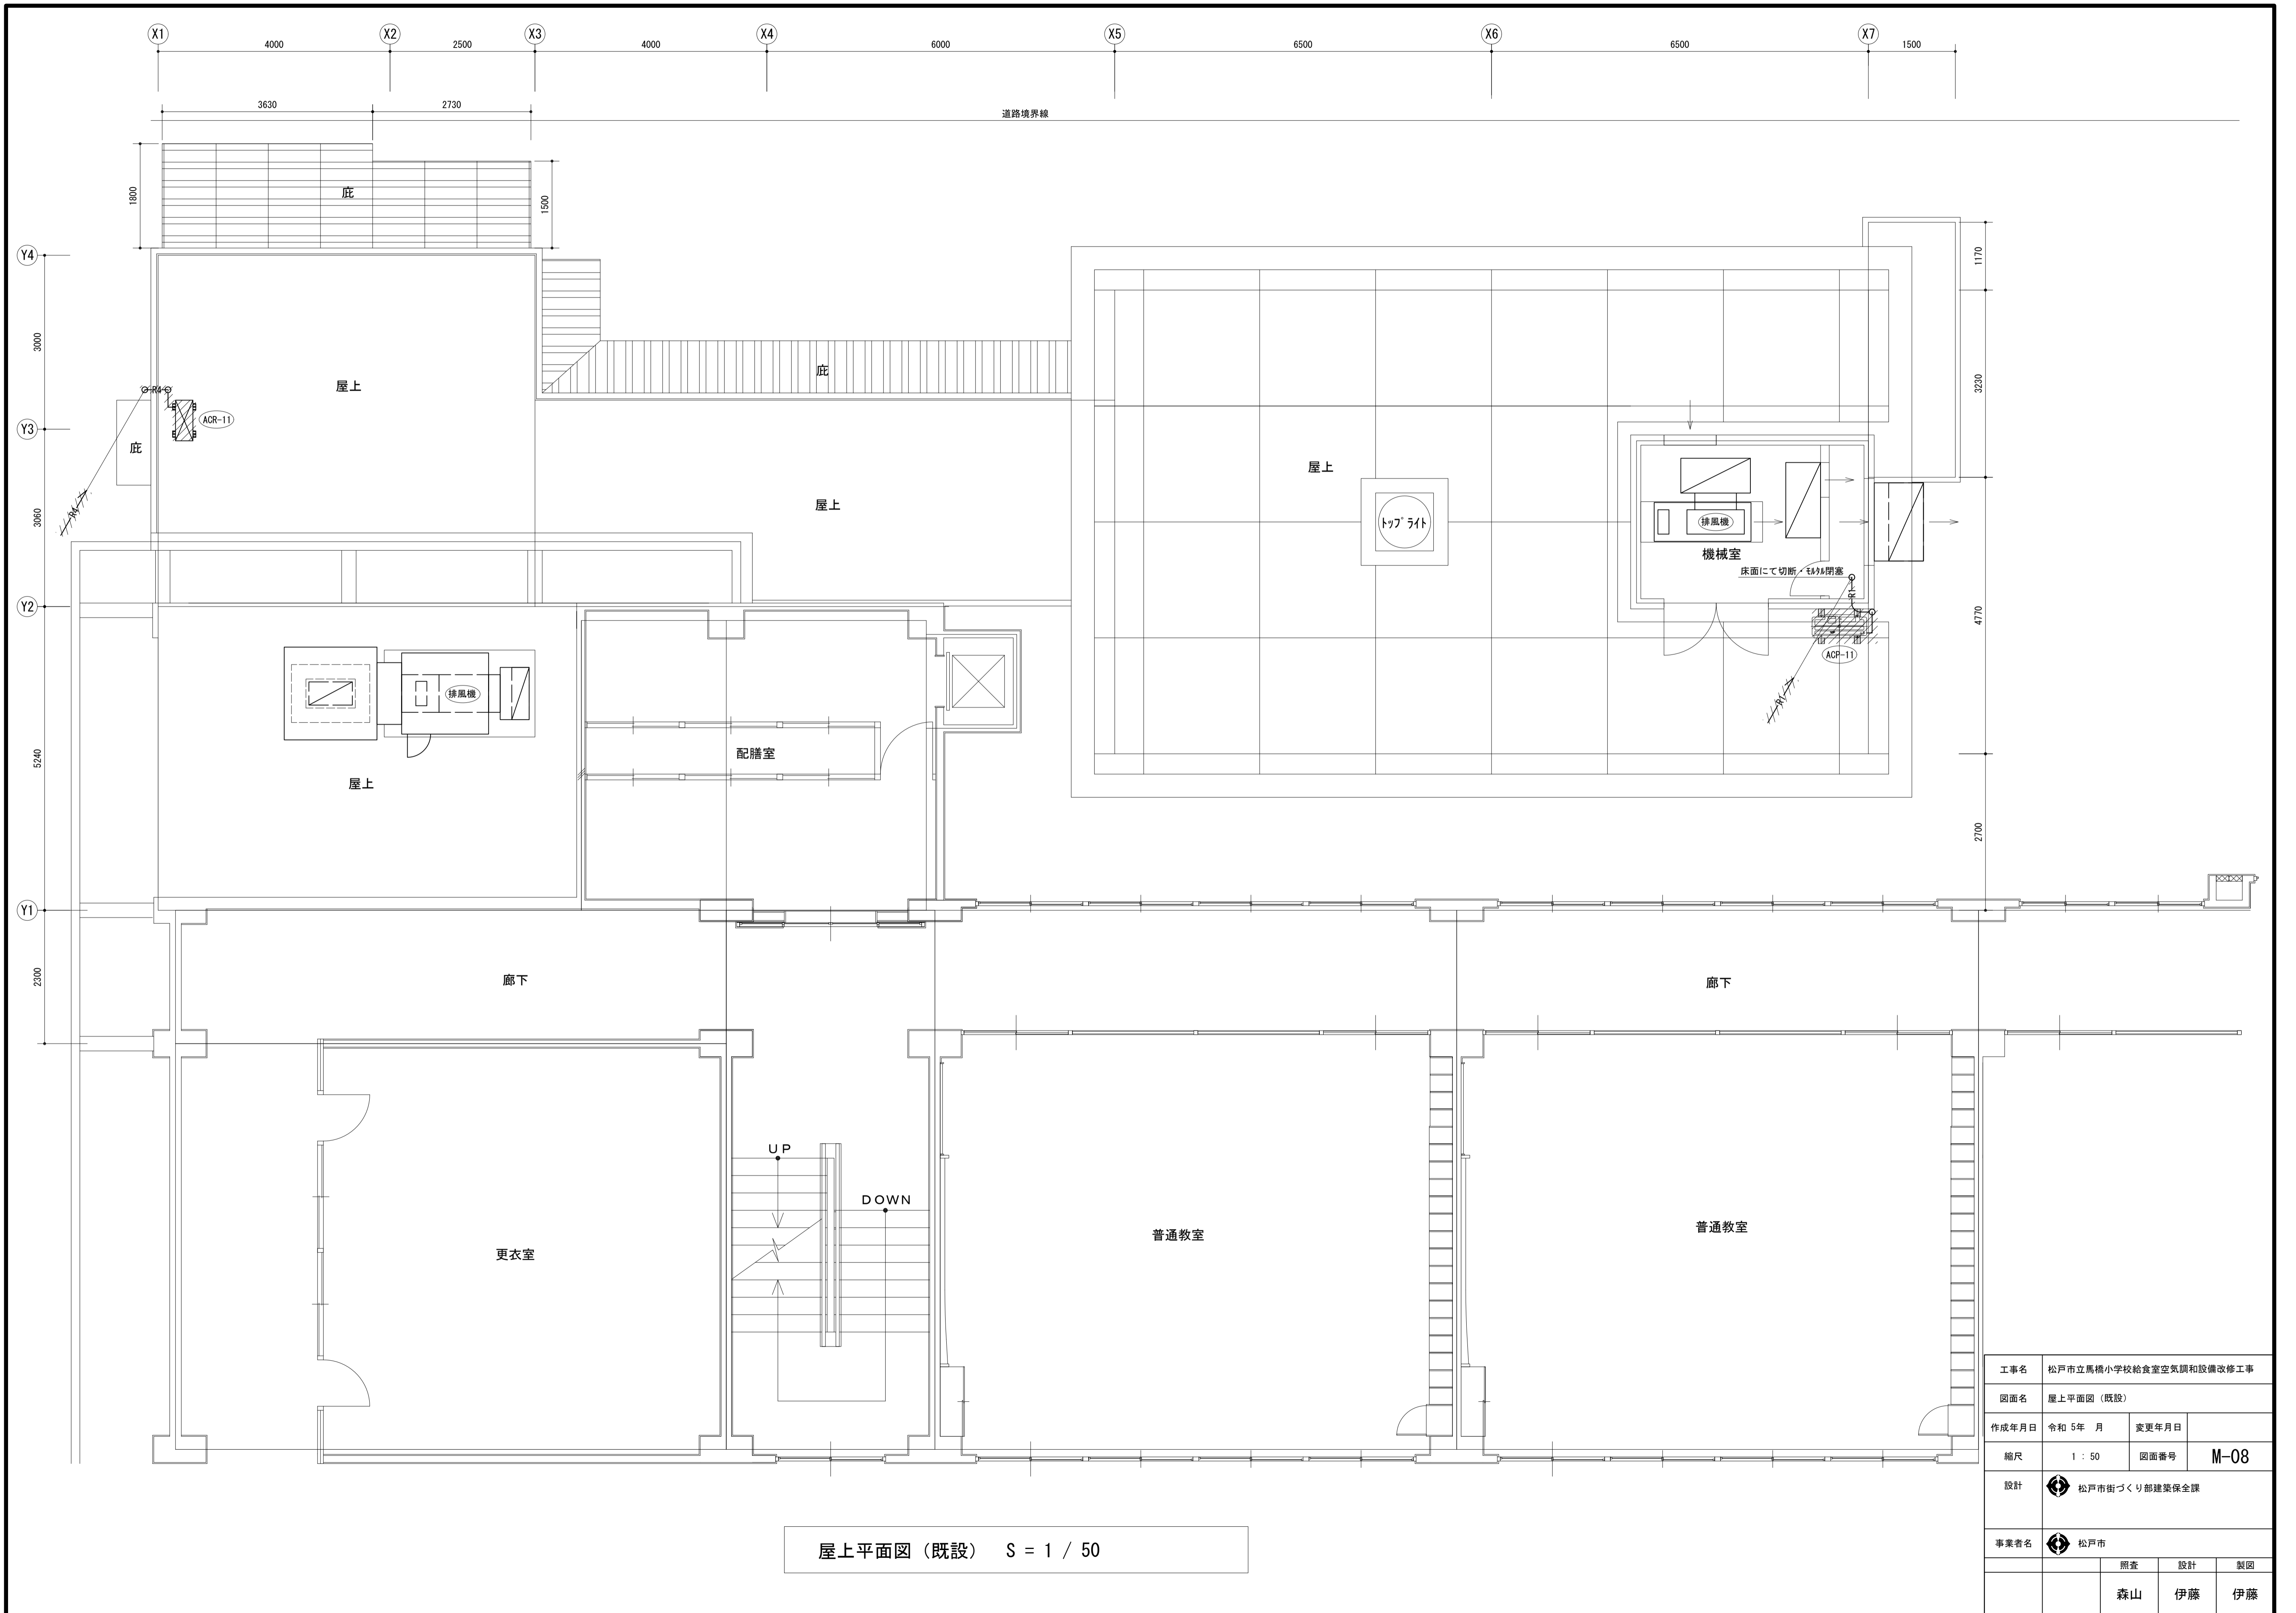 X1 X2 X3 X4 X5 X6 X7
4000 2500 4000 6000 6500 6500 1500
3630 2730
道路境界線
1800
庇
1500
Y4
1170
3000
屋上
庇
3230
R4
ACR-11
Y3
庇
R4
3060
屋上
屋上
トップライト
排風機
機械室
床面にて切断・モルタル閉塞
R1
ACP-11
R1
4770
Y2
排風機
配膳室
5240
屋上
2700
Y1
2300
廊下
廊下
UP
DOWN
更衣室
普通教室
普通教室
工事名 松戸市立馬橋小学校給食室空気調和設備改修工事
図面名 屋上平面図（既設）
作成年月日 令和 5年 月 変更年月日
縮尺 1 : 50 図面番号 M-08
設計 松戸市街づくり部建築保全課
事業者名 松戸市
照査 設計 製図
森山 伊藤 伊藤
屋上平面図（既設） S = 1 / 50